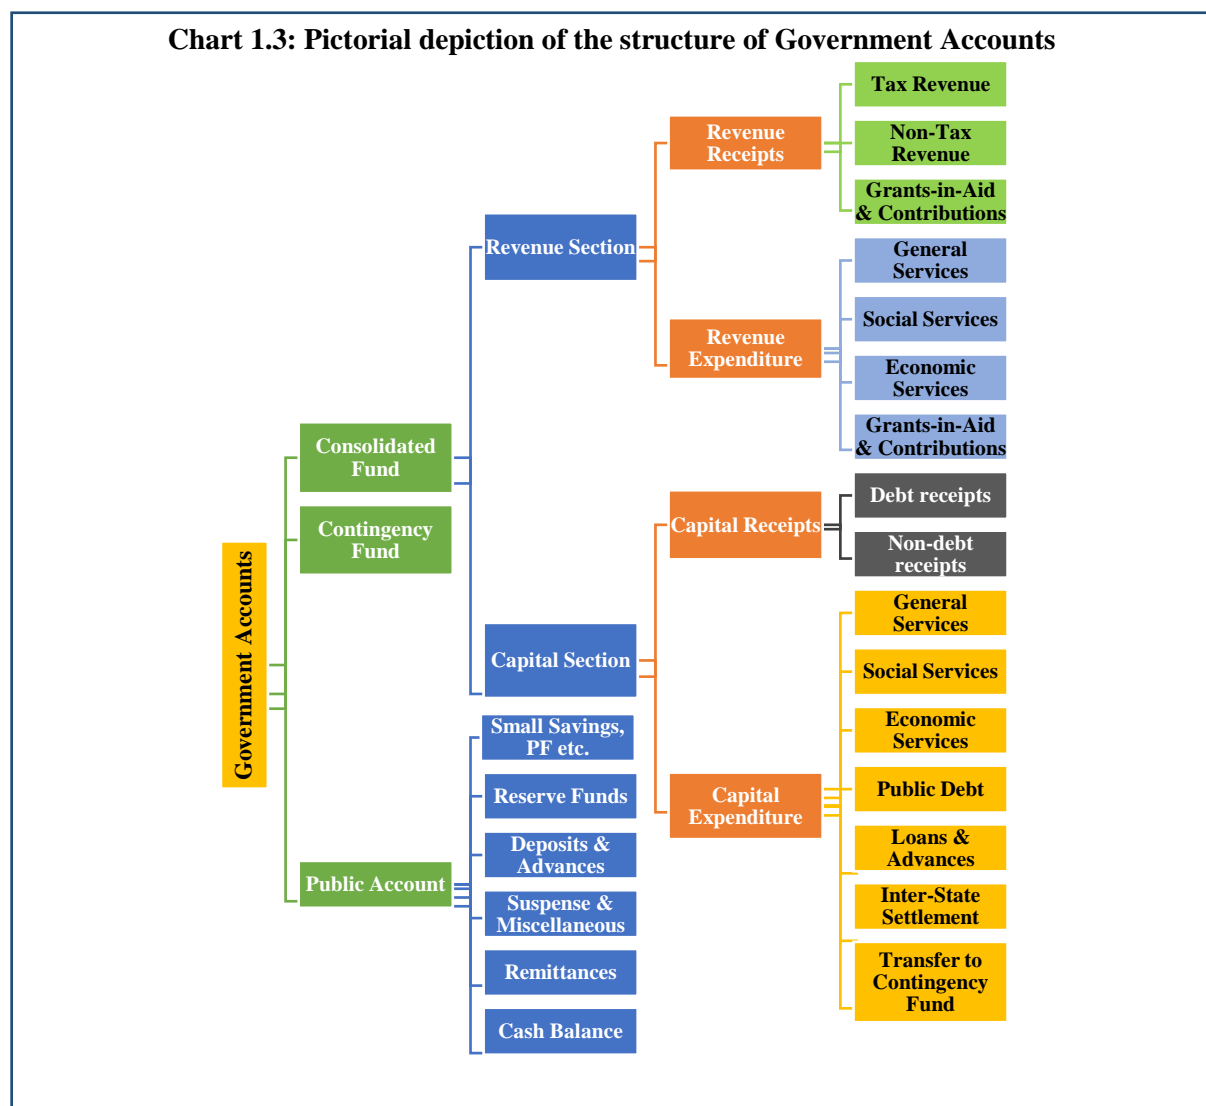 Chart 1.3: Pictorial depiction of the structure of Government Accounts
Government Accounts
Consolidated
Fund
Contingency
Fund
Public Account
Revenue Section
Capital Section
Small Savings,
PF etc.
Reserve Funds
Deposits &
Advances
Suspense &
Miscellaneous
Remittances
Cash Balance
Revenue
Receipts
Revenue
Expenditure
Capital Receipts
Capital
Expenditure
Tax Revenue
Non-Tax
Revenue
Grants-in-Aid
& Contributions
General
Services
Social Services
Economic
Services
Grants-in-Aid
& Contributions
Debt receipts
Non-debt
receipts
General
Services
Social Services
Economic
Services
Public Debt
Loans &
Advances
Inter-State
Settlement
Transfer to
Contingency
Fund